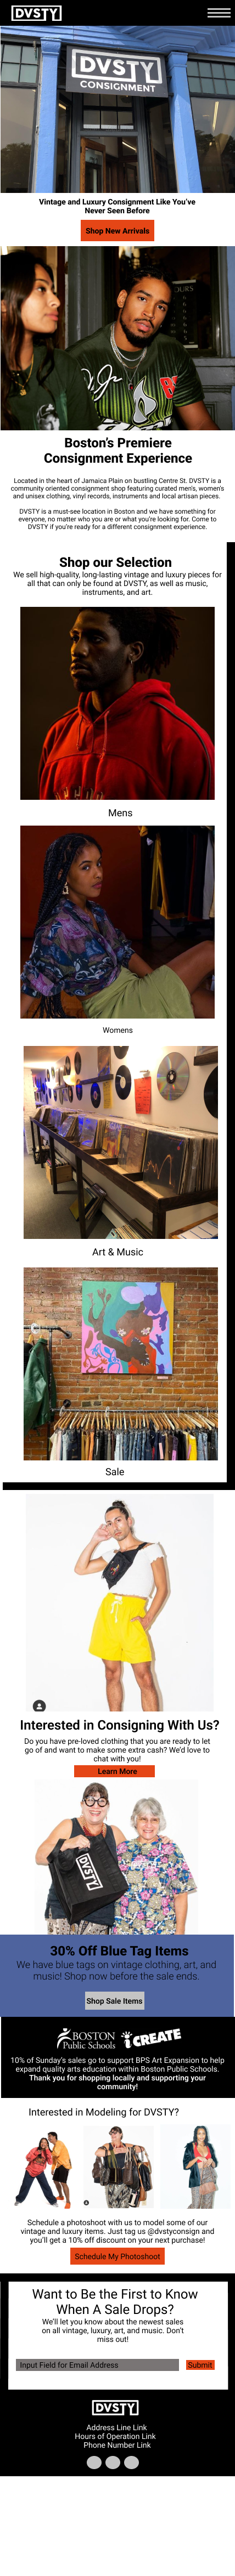 DVSTY
DVSTY
CONSIGNMENT
Vintage and Luxury Consignment Like You've
Never Seen Before
Shop New Arrivals
Boston's Premiere
Consignment Experience
Located in the heart of Jamaica Plain on bustling Centre St. DVSTY is a
community oriented consignment shop featuring curated men's, women's
and unisex clothing, vinyl records, instruments and local artisan pieces.
DVSTY is a must-see location in Boston and we have something for
everyone, no matter who you are or what you're looking for. Come to
DVSTY if you're ready for a different consignment experience.
Shop our Selection
We sell high-quality, long-lasting vintage and luxury pieces for
all that can only be found at DVSTY, as well as music,
instruments, and art.
Mens
Womens
Art & Music
Sale
Interested in Consigning With Us?
Do you have pre-loved clothing that you are ready to let
go of and want to make some extra cash? We'd love to
chat with you!
Learn More
DVSTY
30% Off Blue Tag Items
We have blue tags on vintage clothing, art, and
music! Shop now before the sale ends.
Shop Sale Items
BOSTON
Public Schools
iCREATE
10% of Sunday's sales go to support BPS Art Expansion to help
expand quality arts education within Boston Public Schools.
Thank you for shopping locally and supporting your
community!
Interested in Modeling for DVSTY?
Schedule a photoshoot with us to model some of our
vintage and luxury items. Just tag us @dvstyconsign and
you'll get a 10% off discount on your next purchase!
Schedule My Photoshoot
Want to Be the First to Know
When A Sale Drops?
We'll let you know about the newest sales
on all vintage, luxury, art, and music. Don't
miss out!
Input Field for Email Address
Submit
DVSTY
Address Line Link
Hours of Operation Link
Phone Number Link